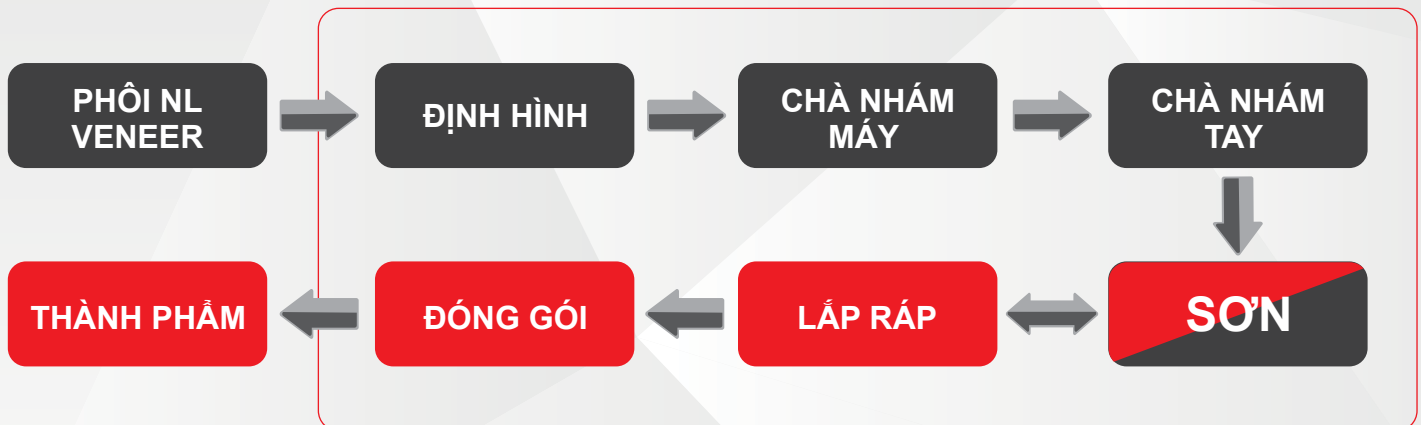 PHÔI NL
VENEER
ĐỊNH HÌNH
CHÀ NHÁM
MÁY
CHÀ NHÁM
TAY
THÀNH PHẨM
ĐÓNG GÓI
LẮP RÁP
SƠN